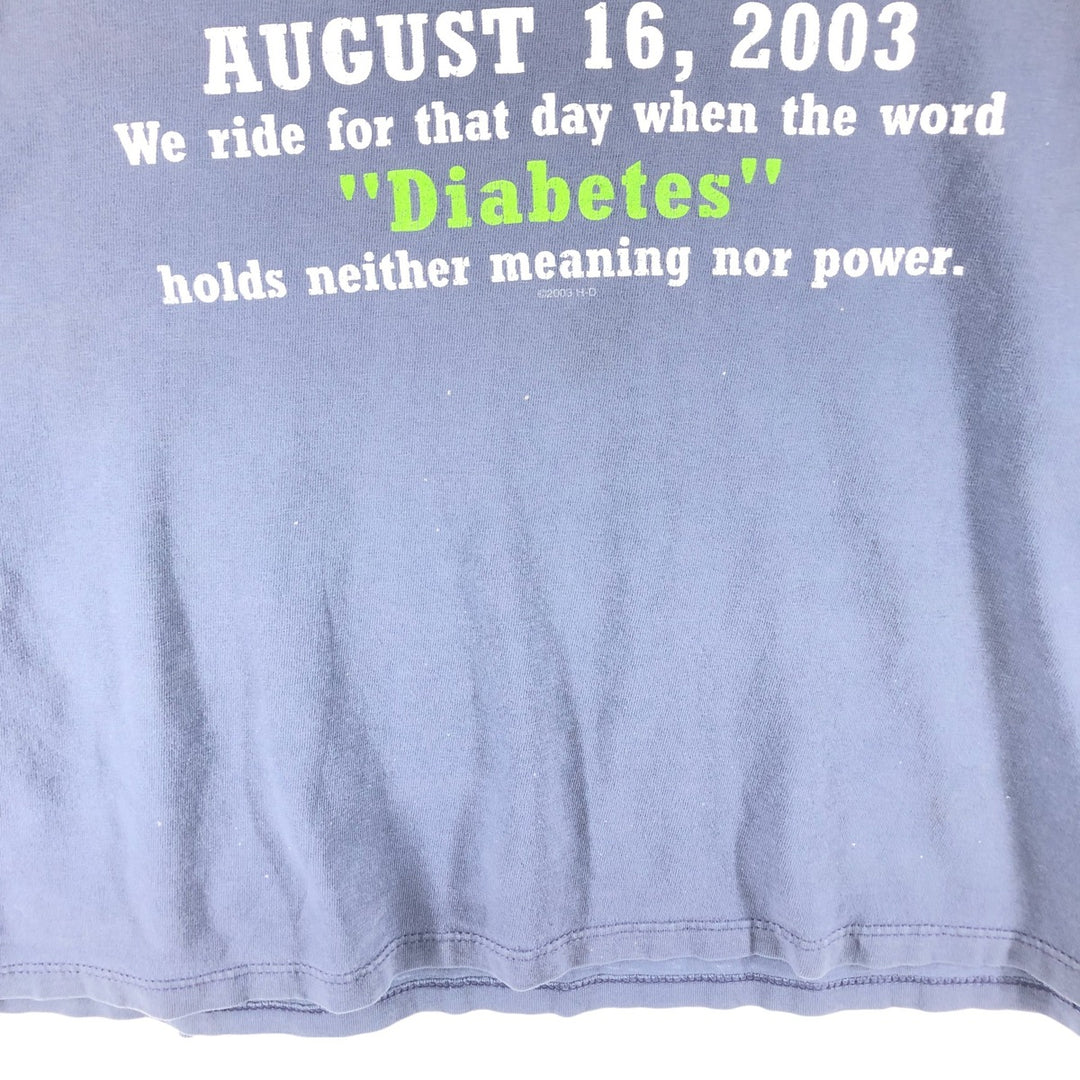 AUGUST 16, 2003
We ride for that day when the word
"Diabetes"
holds neither meaning nor power.
©2003 H-D